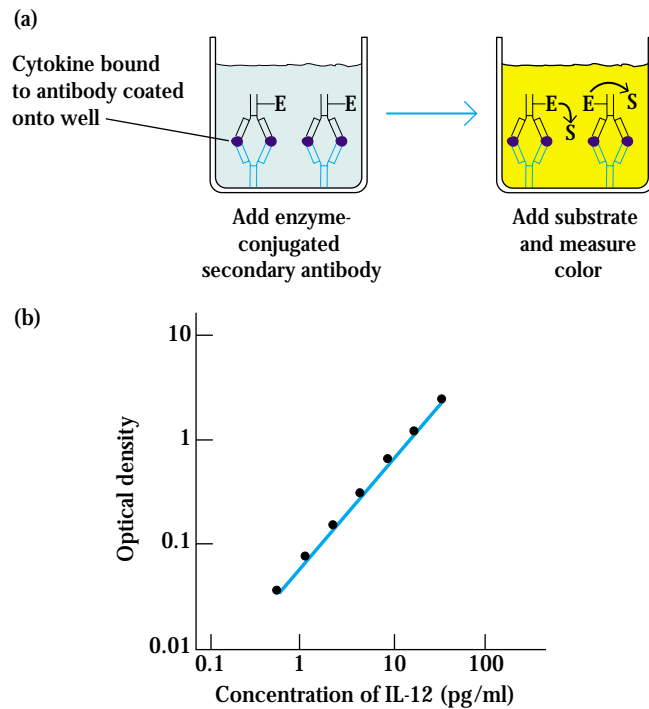 (a)
Cytokine bound
to antibody coated
onto well
E
E
E
S
E
S
Add enzyme-
conjugated
secondary antibody
Add substrate
and measure
color
(b)
Optical density
10
1
0.1
0.01
0.1
1
10
100
Concentration of IL-12 (pg/ml)